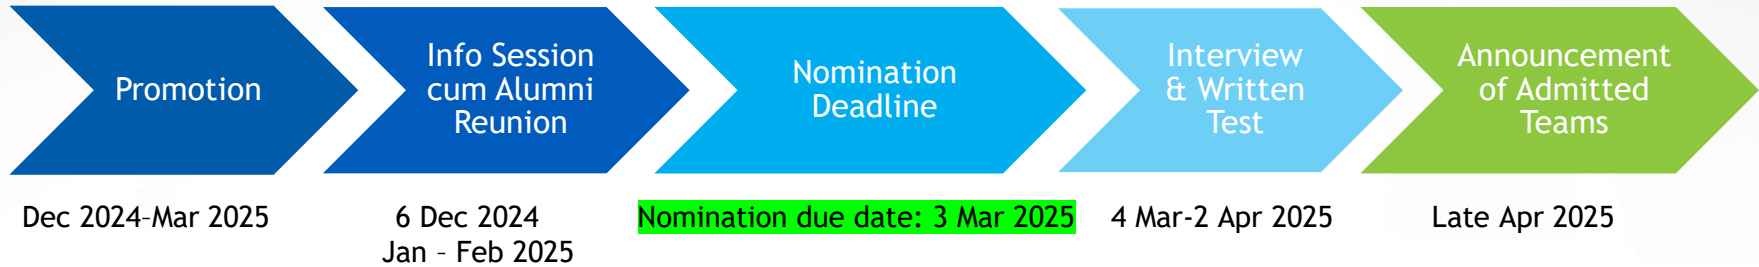 Promotion
Info Session
cum Alumni
Reunion
Nomination
Deadline
Interview
& Written
Test
Announcement
of Admitted
Teams
Dec 2024–Mar 2025
6 Dec 2024
Jan – Feb 2025
Nomination due date: 3 Mar 2025
4 Mar-2 Apr 2025
Late Apr 2025